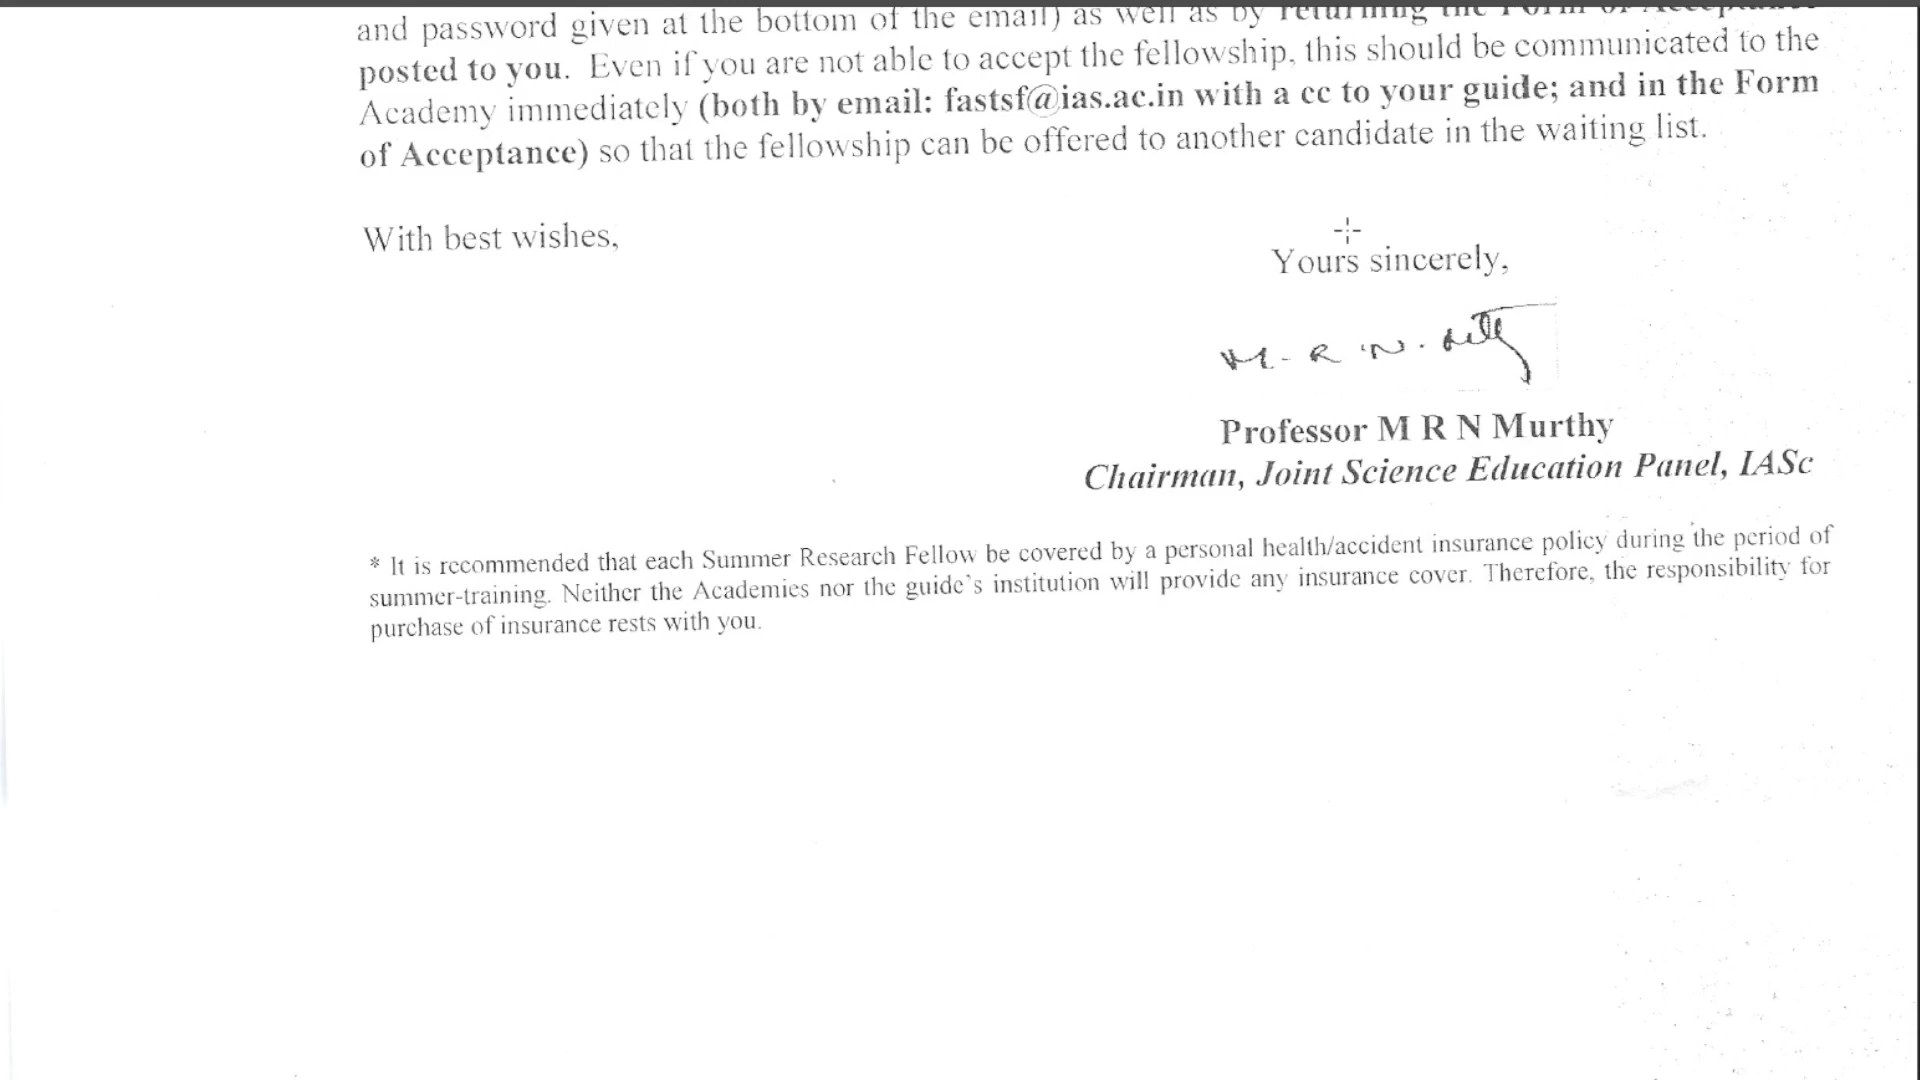 and password given at the bottom of the email) as well as by returning the Form of Acceptance
posted to you. Even if you are not able to accept the fellowship, this should be communicated to the
Academy immediately (both by email: fastsf@ias.ac.in with a cc to your guide; and in the Form
of Acceptance) so that the fellowship can be offered to another candidate in the waiting list.
With best wishes,
Yours sincerely,
M. R. N. Murthy
Professor M R N Murthy
Chairman, Joint Science Education Panel, IASc
* It is recommended that each Summer Research Fellow be covered by a personal health/accident insurance policy during the period of
summer-training. Neither the Academies nor the guide's institution will provide any insurance cover. Therefore, the responsibility for
purchase of insurance rests with you.